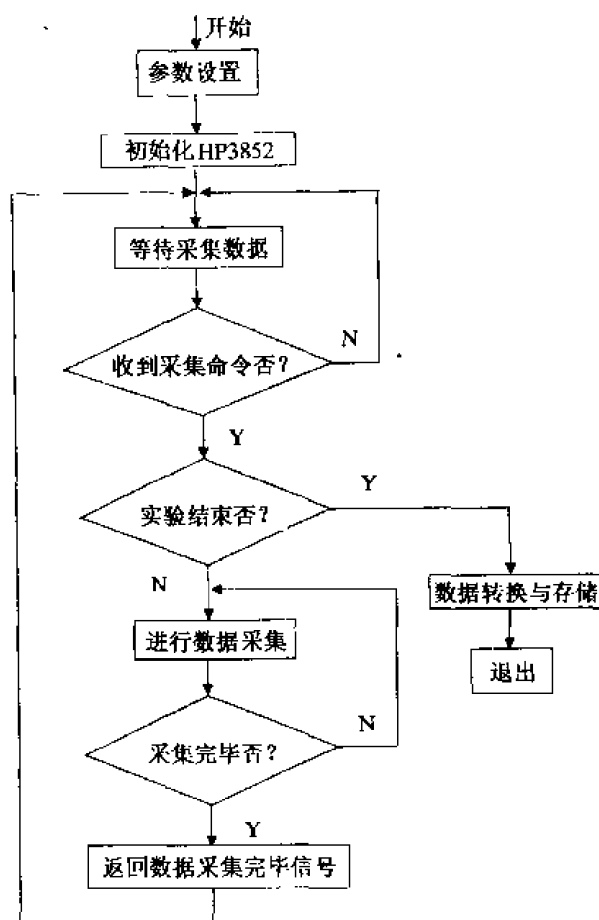 开始
参数设置
初始化HP3852
等待采集数据
N
收到采集命令否?
Y
Y
实验结束否?
N
数据转换与存储
进行数据采集
退出
N
采集完毕否?
Y
返回数据采集完毕信号